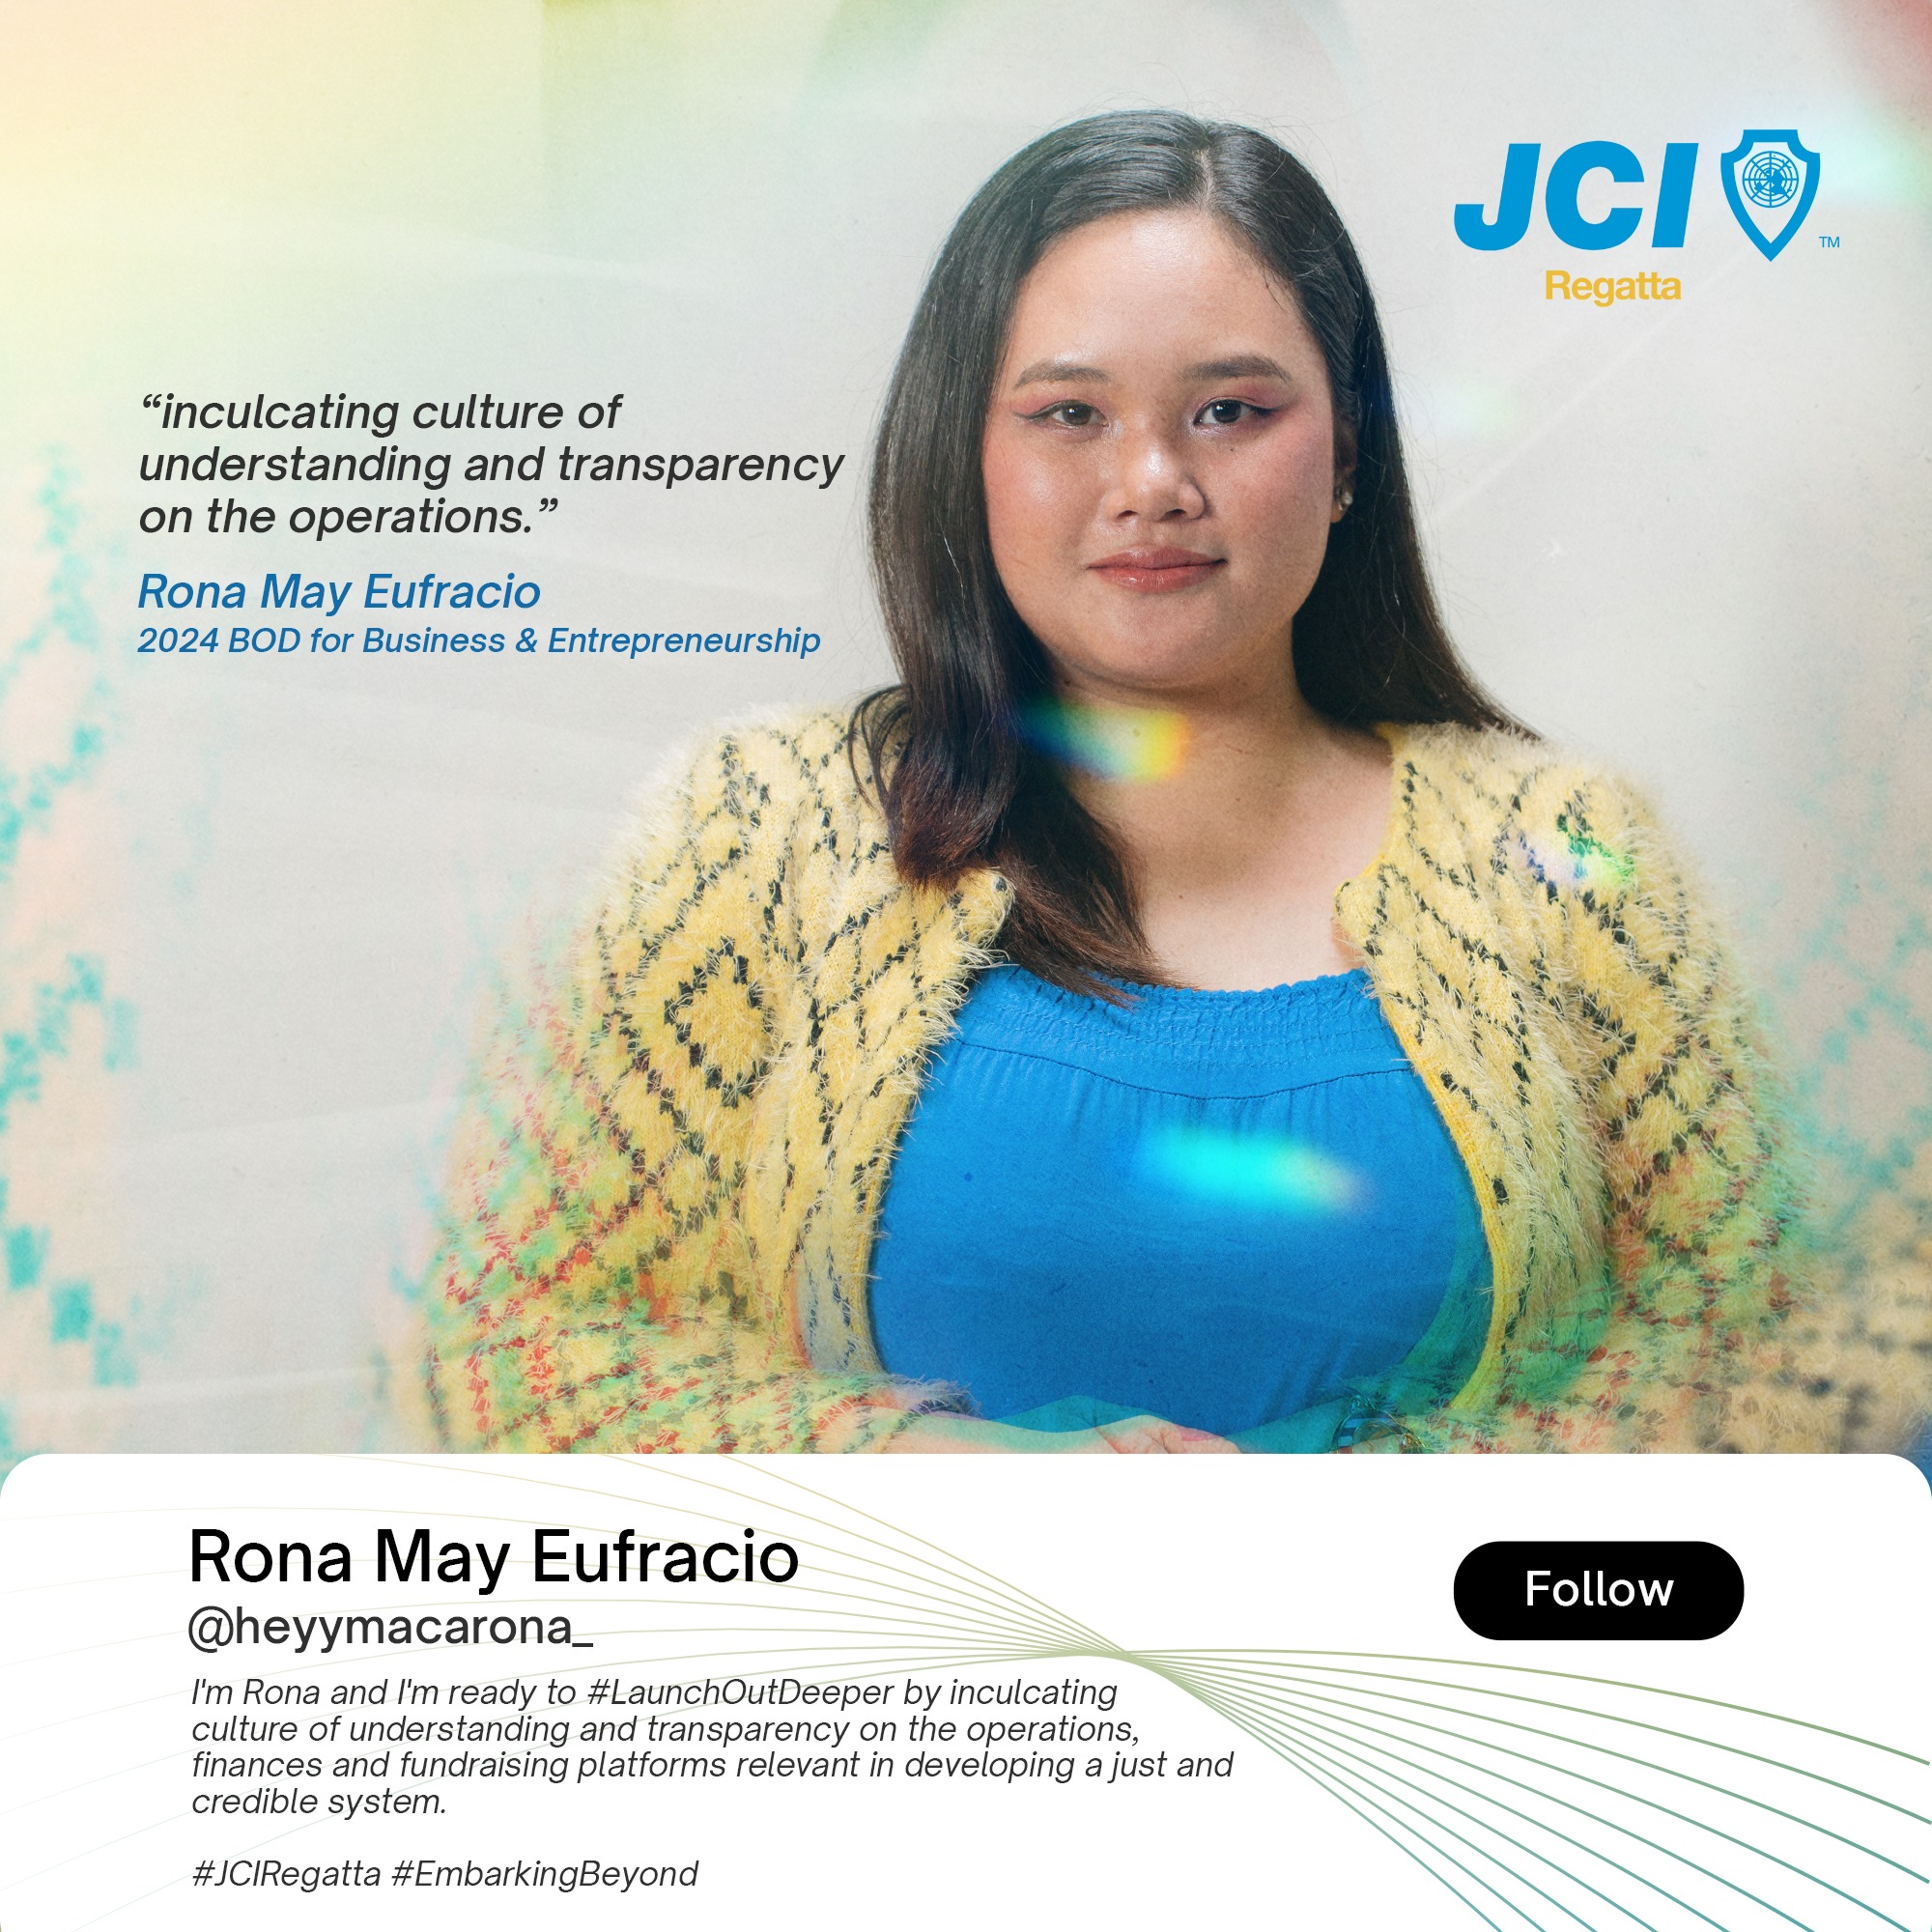 JCI
TM
Regatta
“inculcating culture of
understanding and transparency
on the operations.”
Rona May Eufracio
2024 BOD for Business & Entrepreneurship
Rona May Eufracio
@heyymacarona_
Follow
I'm Rona and I'm ready to #LaunchOutDeeper by inculcating
culture of understanding and transparency on the operations,
finances and fundraising platforms relevant in developing a just and
credible system.
#JCIRegatta #EmbarkingBeyond